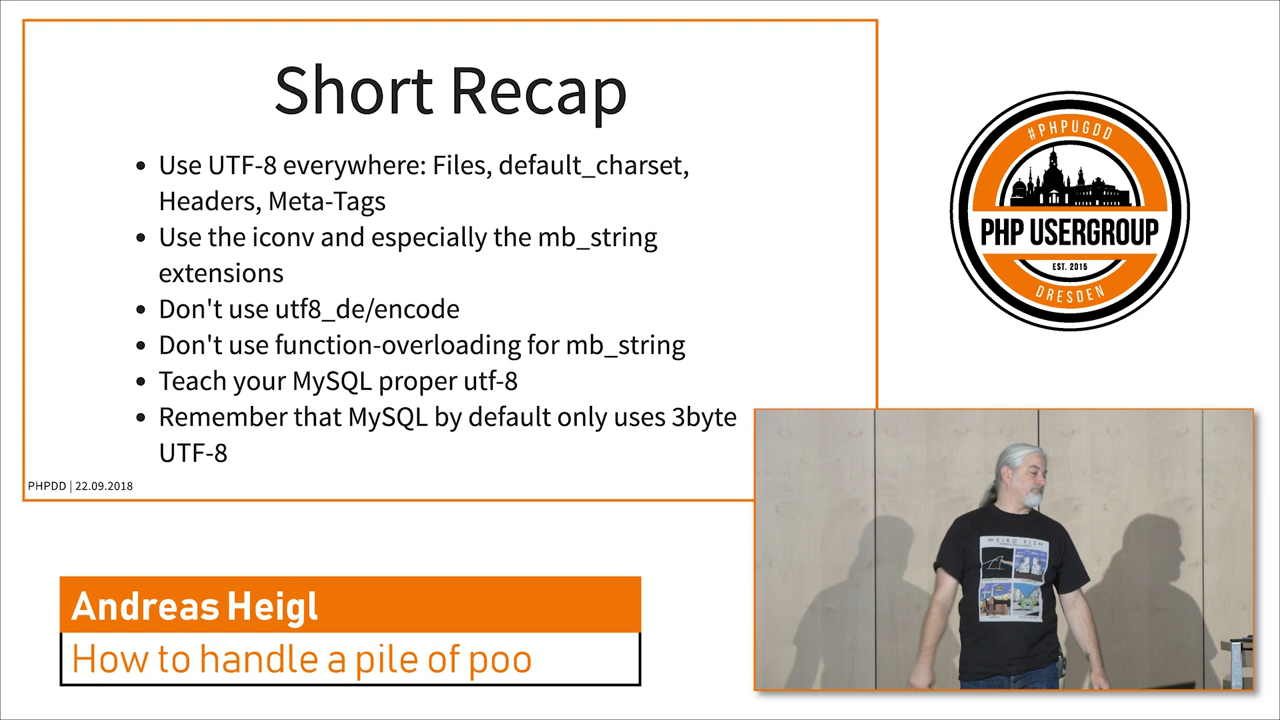 Short Recap
Use UTF-8 everywhere: Files, default_charset,
Headers, Meta-Tags
Use the iconv and especially the mb_string
extensions
Don't use utf8_de/encode
Don't use function-overloading for mb_string
Teach your MySQL proper utf-8
Remember that MySQL by default only uses 3byte
UTF-8
PHPDD | 22.09.2018
#PHPUGDD
PHP USERGROUP
EST. 2015
DRESDEN
WEIRD FISH
Andreas Heigl
How to handle a pile of poo